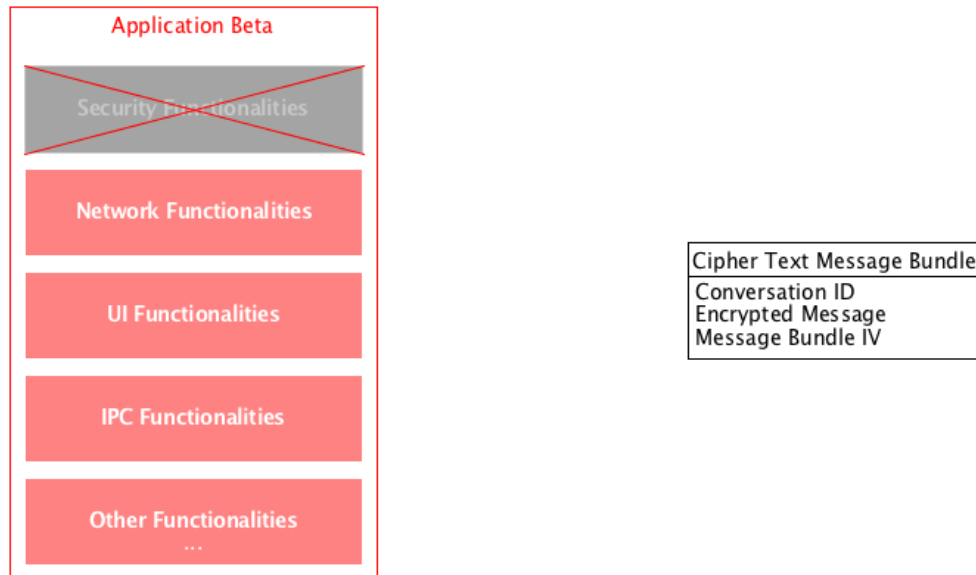 Application Beta
Security Functionalities
Network Functionalities
UI Functionalities
IPC Functionalities
Other Functionalities
...
Cipher Text Message Bundle
Conversation ID
Encrypted Message
Message Bundle IV